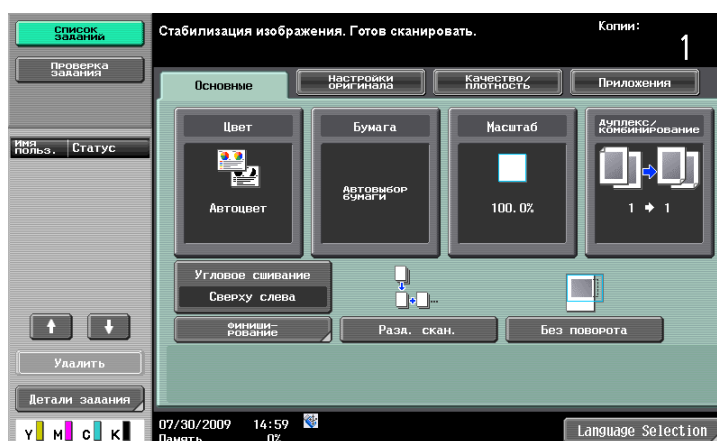 Список
задания
Стабилизация изображения. Готов сканировать.
Копии:
1
Проверка
задания
Основные
Настройки
оригинала
Качество/
плотность
Приложения
Имя
польз.
Статус
Цвет
Бумага
Масштаб
Дуплекс/
Комбинирование
Автоцвет
Автовыбор
бумаги
100.0%
1 → 1
Угловое сшивание
Сверху слева
Финиши-
рование
Разд. скан.
Без поворота
Удалить
Детали задания
Y M C K
07/30/2009 14:59
Память 0%
Language Selection